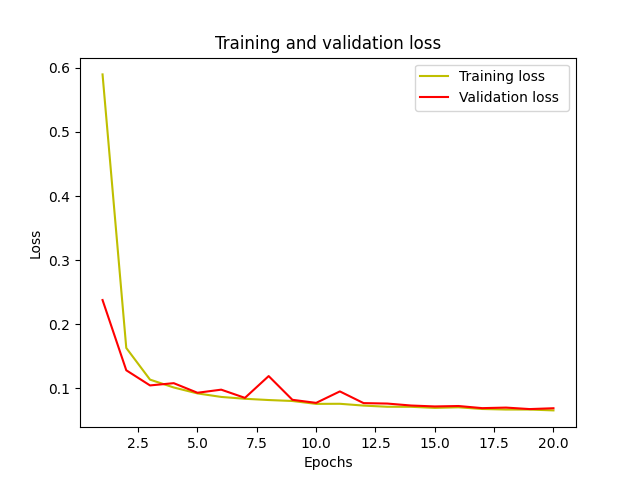 Training and validation loss
Training loss
Validation loss
Loss
0.6
0.5
0.4
0.3
0.2
0.1
2.5 5.0 7.5 10.0 12.5 15.0 17.5 20.0
Epochs